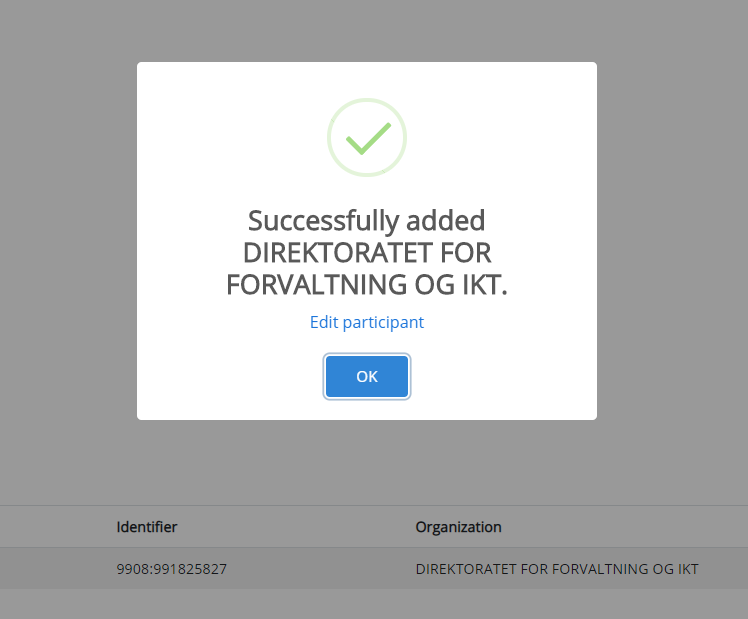 Successfully added
DIREKTORATET FOR
FORVALTNING OG IKT.
Edit participant
OK
Identifier Organization
9908:991825827 DIREKTORATET FOR FORVALTNING OG IKT